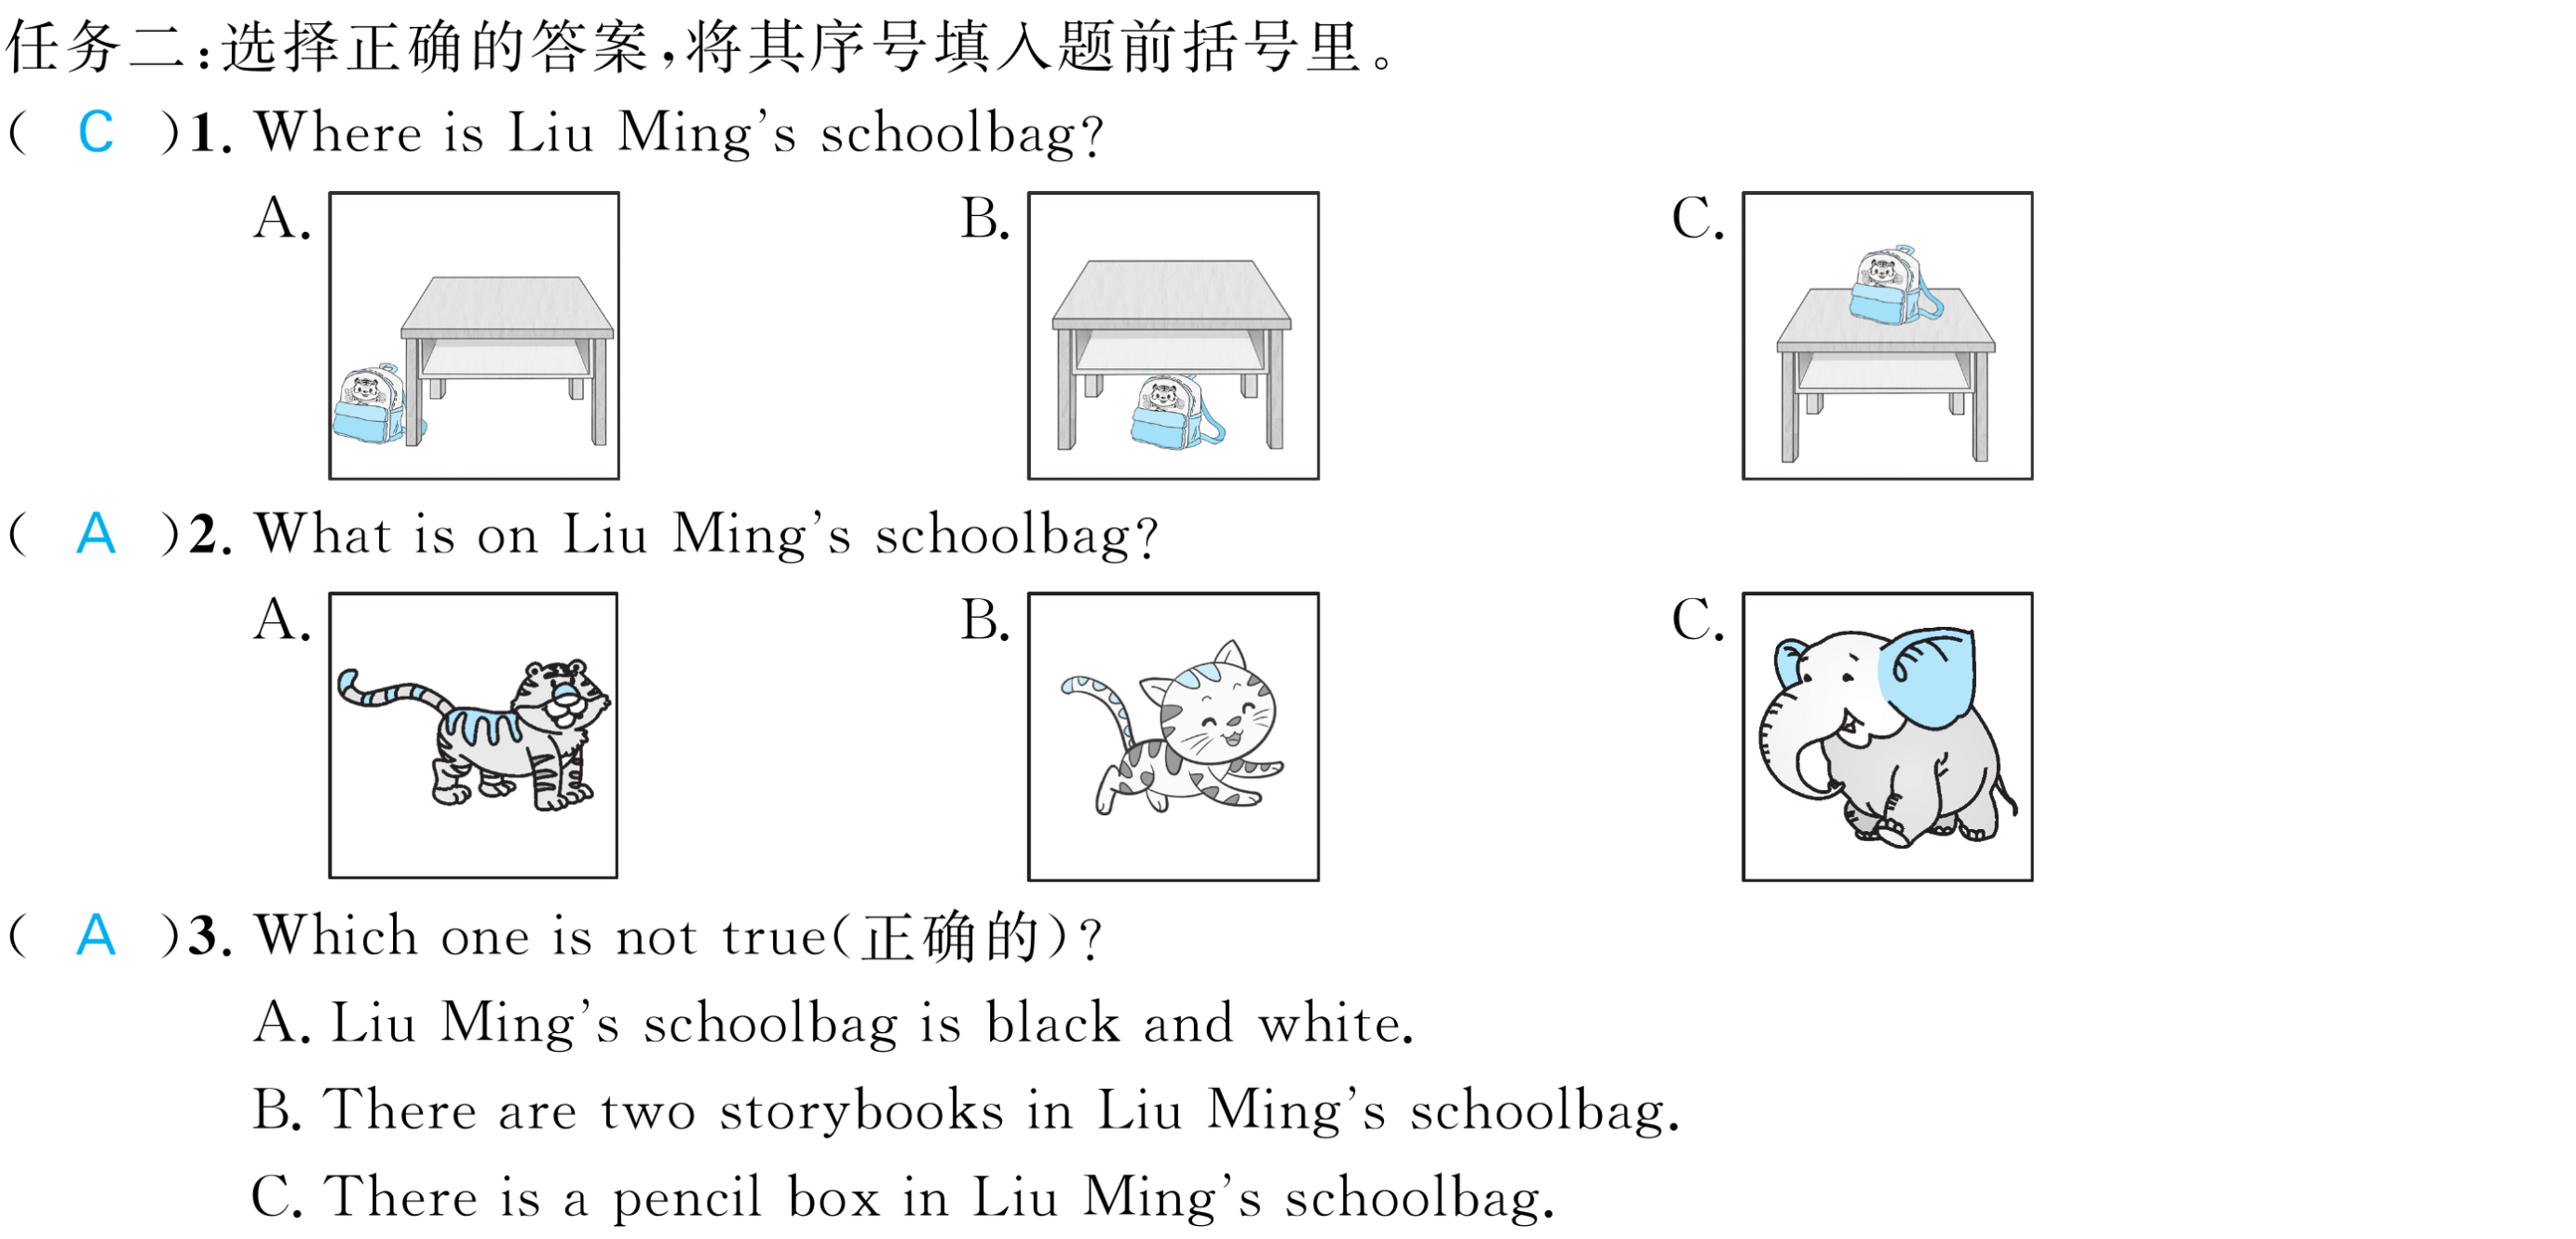 任务二:选择正确的答案,将其序号填入题前括号里。
( C )1. Where is Liu Ming's schoolbag?
A. B. C.
( A )2. What is on Liu Ming's schoolbag?
A. B. C.
( A )3. Which one is not true(正确的)?
A. Liu Ming's schoolbag is black and white.
B. There are two storybooks in Liu Ming's schoolbag.
C. There is a pencil box in Liu Ming's schoolbag.